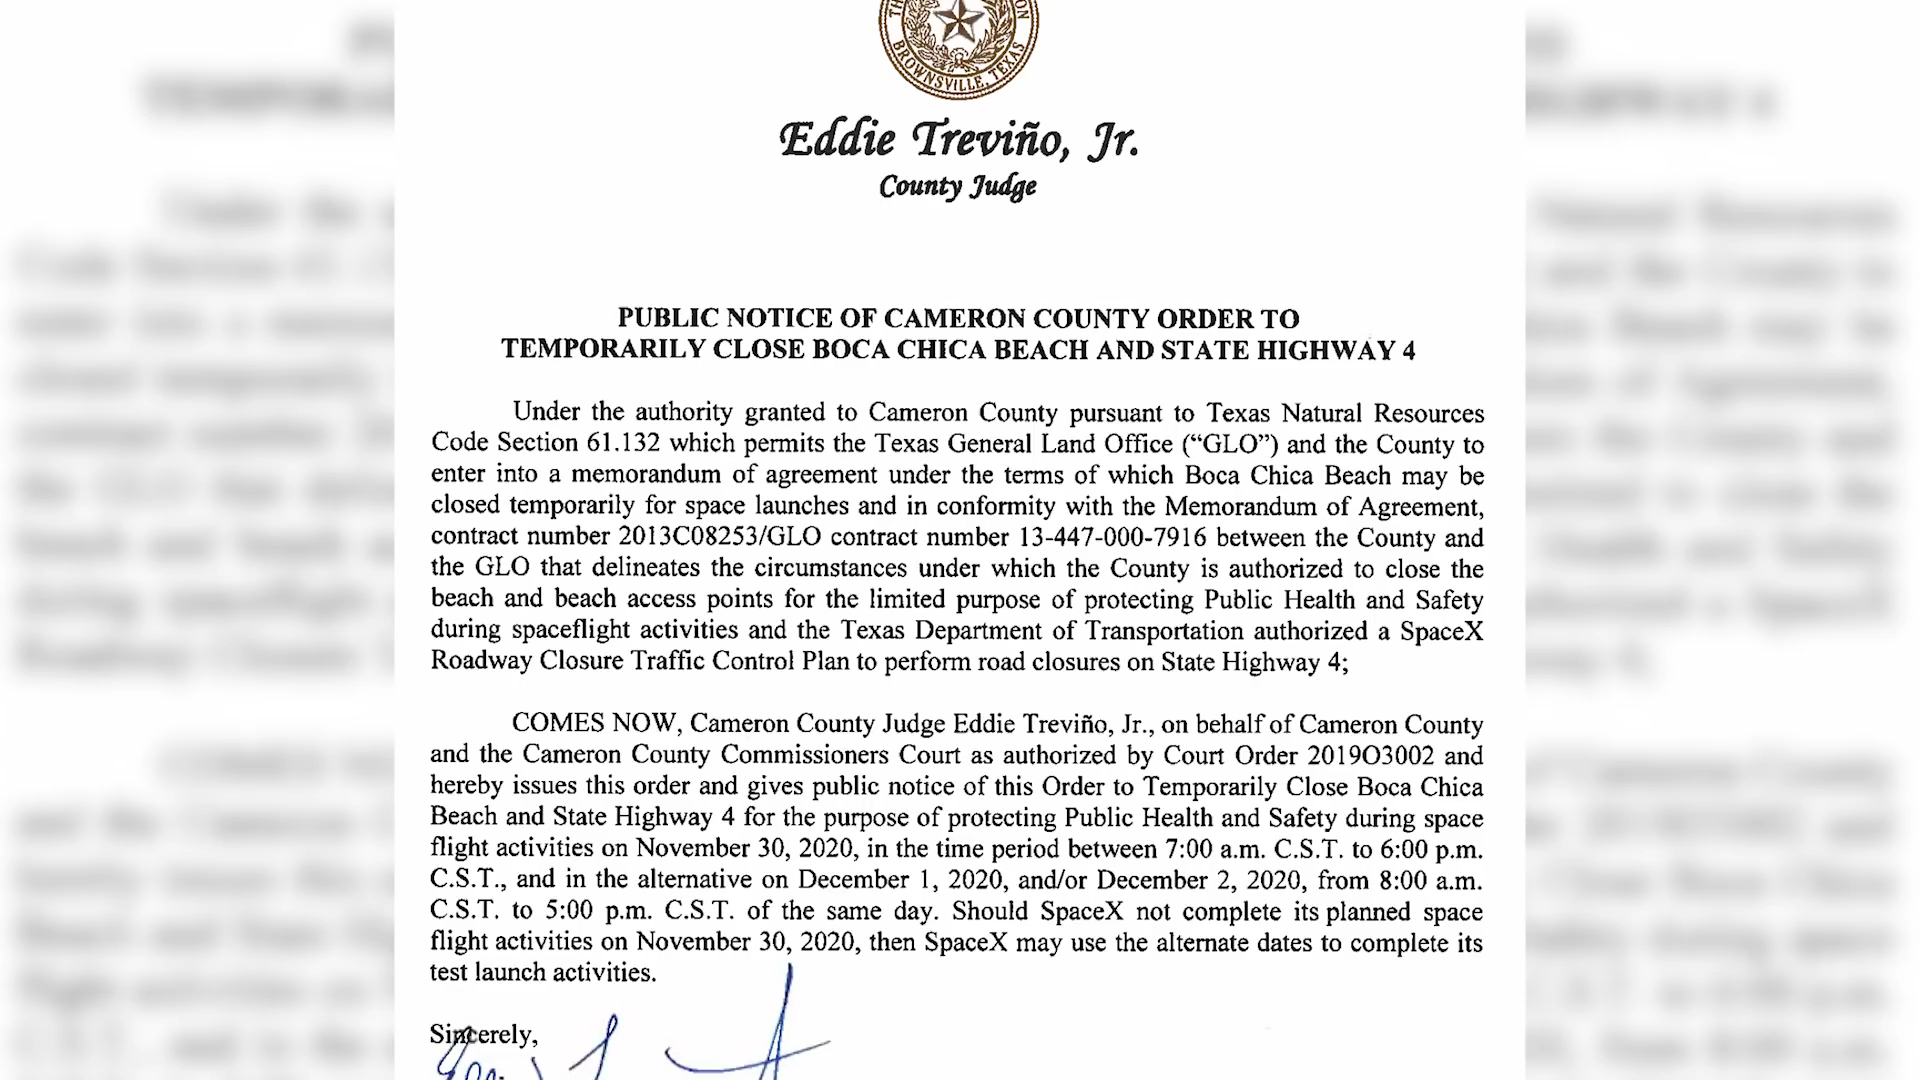 BROWNSVILLE, TEXAS
Eddie Treviño, Jr.
County Judge
PUBLIC NOTICE OF CAMERON COUNTY ORDER TO
TEMPORARILY CLOSE BOCA CHICA BEACH AND STATE HIGHWAY 4
Under the authority granted to Cameron County pursuant to Texas Natural Resources
Code Section 61.132 which permits the Texas General Land Office (“GLO”) and the County to
enter into a memorandum of agreement under the terms of which Boca Chica Beach may be
closed temporarily for space launches and in conformity with the Memorandum of Agreement,
contract number 2013C08253/GLO contract number 13-447-000-7916 between the County and
the GLO that delineates the circumstances under which the County is authorized to close the
beach and beach access points for the limited purpose of protecting Public Health and Safety
during spaceflight activities and the Texas Department of Transportation authorized a SpaceX
Roadway Closure Traffic Control Plan to perform road closures on State Highway 4;
COMES NOW, Cameron County Judge Eddie Treviño, Jr., on behalf of Cameron County
and the Cameron County Commissioners Court as authorized by Court Order 2019O3002 and
hereby issues this order and gives public notice of this Order to Temporarily Close Boca Chica
Beach and State Highway 4 for the purpose of protecting Public Health and Safety during space
flight activities on November 30, 2020, in the time period between 7:00 a.m. C.S.T. to 6:00 p.m.
C.S.T., and in the alternative on December 1, 2020, and/or December 2, 2020, from 8:00 a.m.
C.S.T. to 5:00 p.m. C.S.T. of the same day. Should SpaceX not complete its planned space
flight activities on November 30, 2020, then SpaceX may use the alternate dates to complete its
test launch activities.
Sincerely,